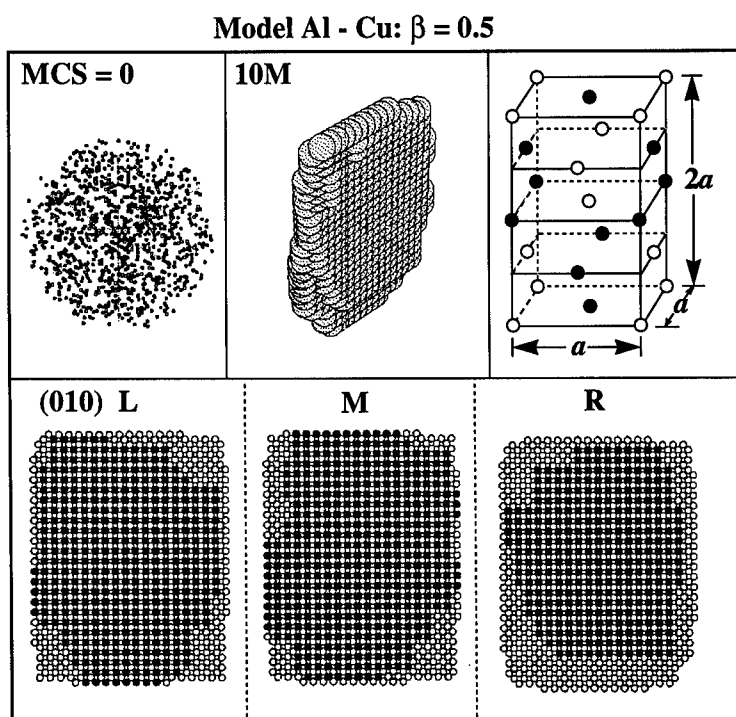 Model Al - Cu: β = 0.5
MCS = 0
10M
2a
a
a
(010) L
M
R